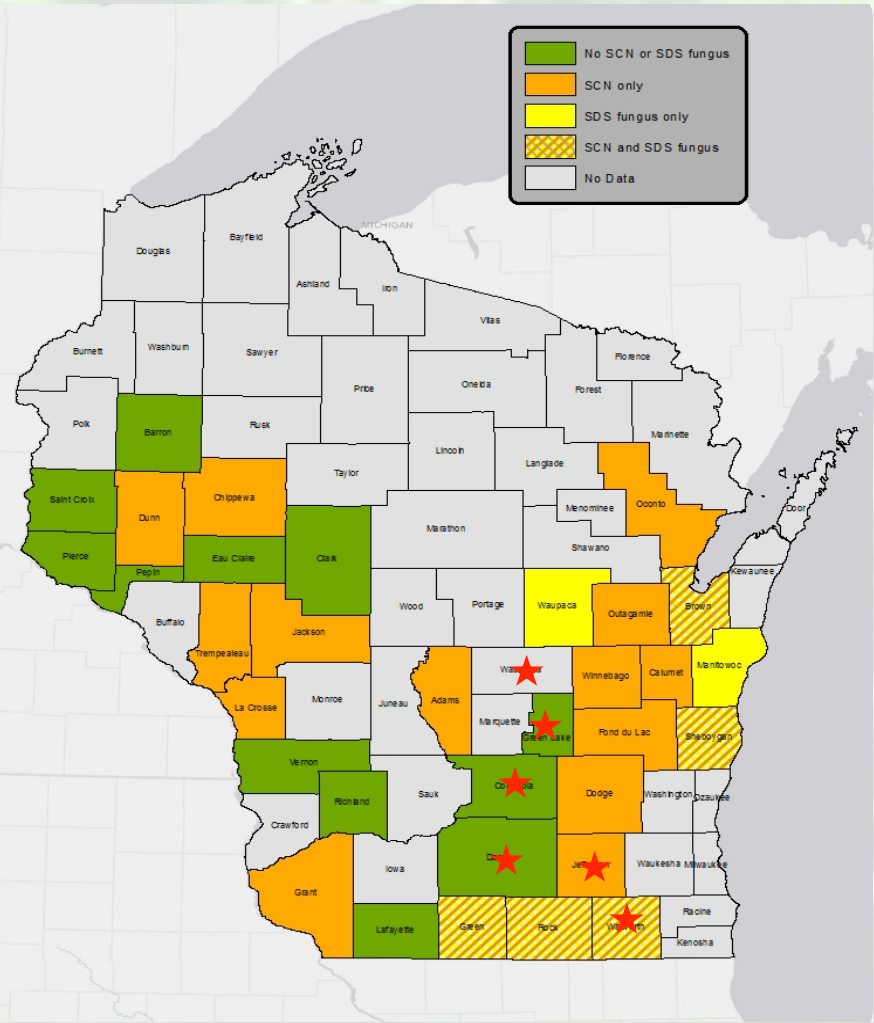 No SCN or SDS fungus
SCN only
SDS fungus only
SCN and SDS fungus
No Data
MICHIGAN
Douglas
Bayfield
Ashland
Iron
Vilas
Burnett
Washburn
Sawyer
Price
Oneida
Forest
Florence
Polk
Barron
Rusk
Lincoln
Langlade
Marinette
Taylor
Saint Croix
Dunn
Chippewa
Menominee
Oconto
Door
Marathon
Shawano
Pierce
Pepin
Eau Claire
Clark
Kewaunee
Buffalo
Trempealeau
Jackson
Wood
Portage
Waupaca
Outagamie
Brown
Manitowoc
La Crosse
Monroe
Juneau
Adams
Marquette
Green Lake
Winnebago
Calumet
Fond du Lac
Sheboygan
Vernon
Richland
Sauk
Dodge
Washington
Ozaukee
Crawford
Iowa
Waukesha
Milwaukee
Grant
Lafayette
Green
Rock
Racine
Kenosha